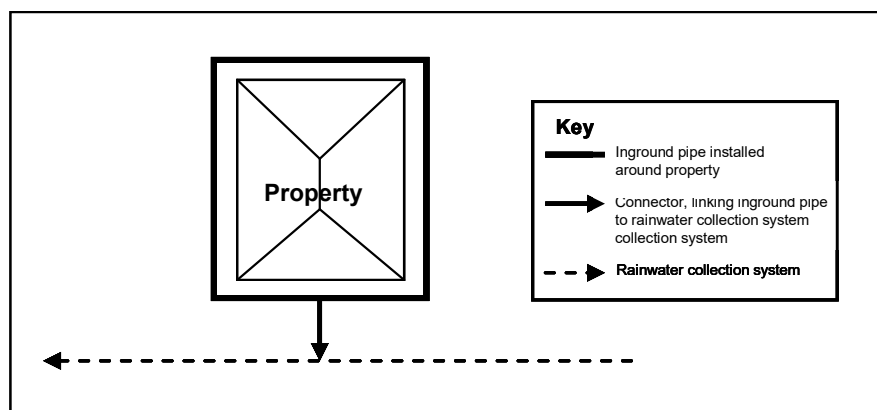 Property
Key
Inground pipe installed
around property
Connector, linking inground pipe
to rainwater collection system
collection system
Rainwater collection system